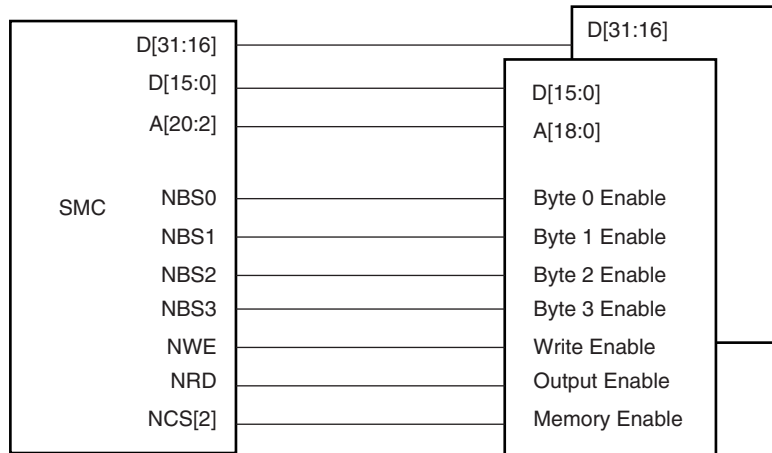 D[31:16] D[31:16]
D[15:0] D[15:0]
A[20:2] A[18:0]
SMC
NBS0 Byte 0 Enable
NBS1 Byte 1 Enable
NBS2 Byte 2 Enable
NBS3 Byte 3 Enable
NWE Write Enable
NRD Output Enable
NCS[2] Memory Enable